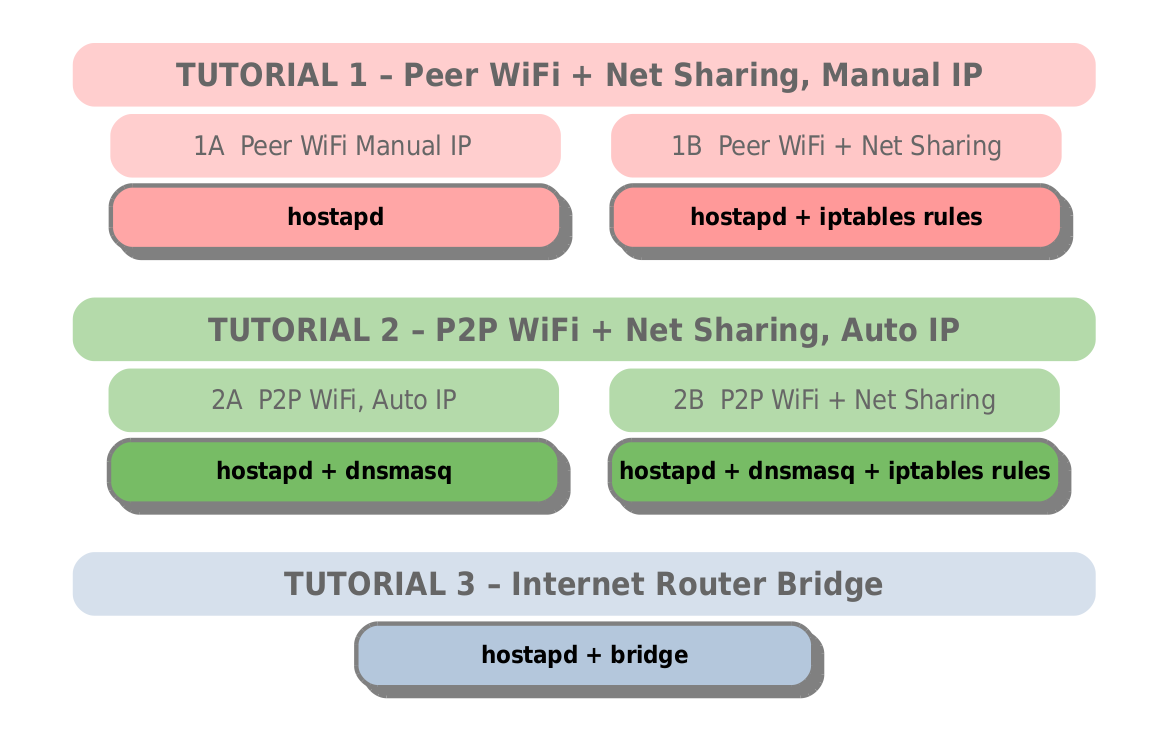 TUTORIAL 1 – Peer WiFi + Net Sharing, Manual IP
1A  Peer WiFi Manual IP
1B  Peer WiFi + Net Sharing
hostapd
hostapd + iptables rules
TUTORIAL 2 – P2P WiFi + Net Sharing, Auto IP
2A  P2P WiFi, Auto IP
2B  P2P WiFi + Net Sharing
hostapd + dnsmasq
hostapd + dnsmasq + iptables rules
TUTORIAL 3 – Internet Router Bridge
hostapd + bridge